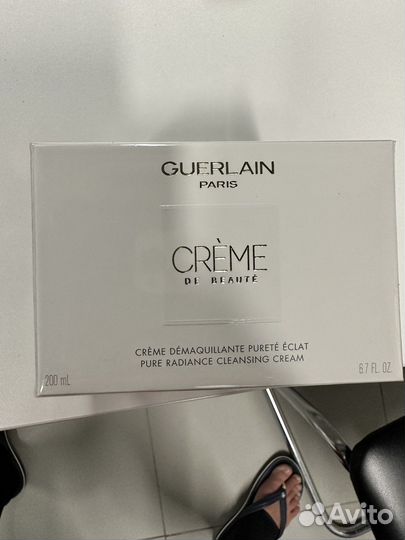 GUERLAIN
PARIS
CRÈME
DE BEAUTÉ
CRÈME DÉMAQUILLANTE PURETÉ ÉCLAT
PURE RADIANCE CLEANSING CREAM
200 mL
6.7 FL. OZ.
Avito